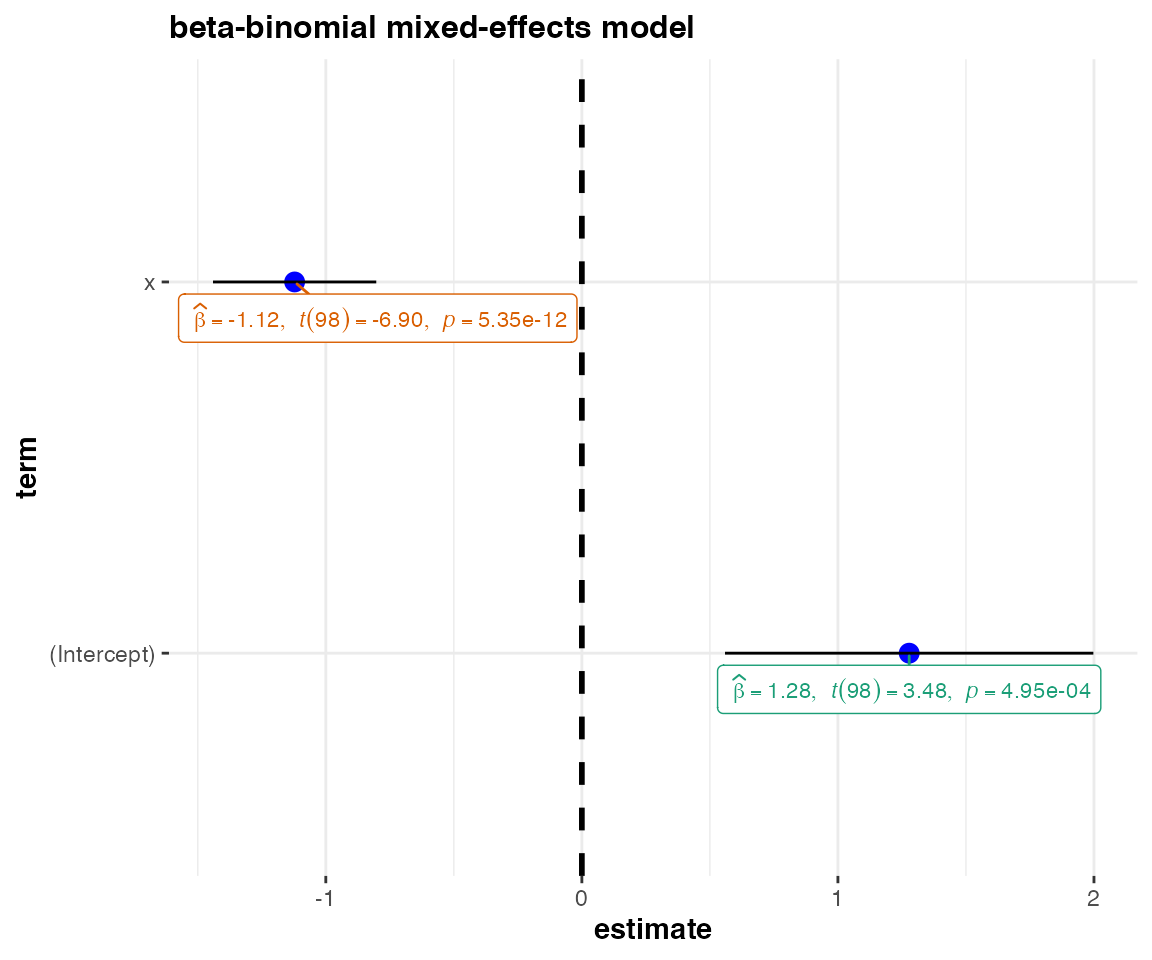 beta-binomial mixed-effects model
term
x
β̂ = -1.12, t(98) = -6.90, p = 5.35e-12
(Intercept)
β̂ = 1.28, t(98) = 3.48, p = 4.95e-04
-1 0 1 2
estimate